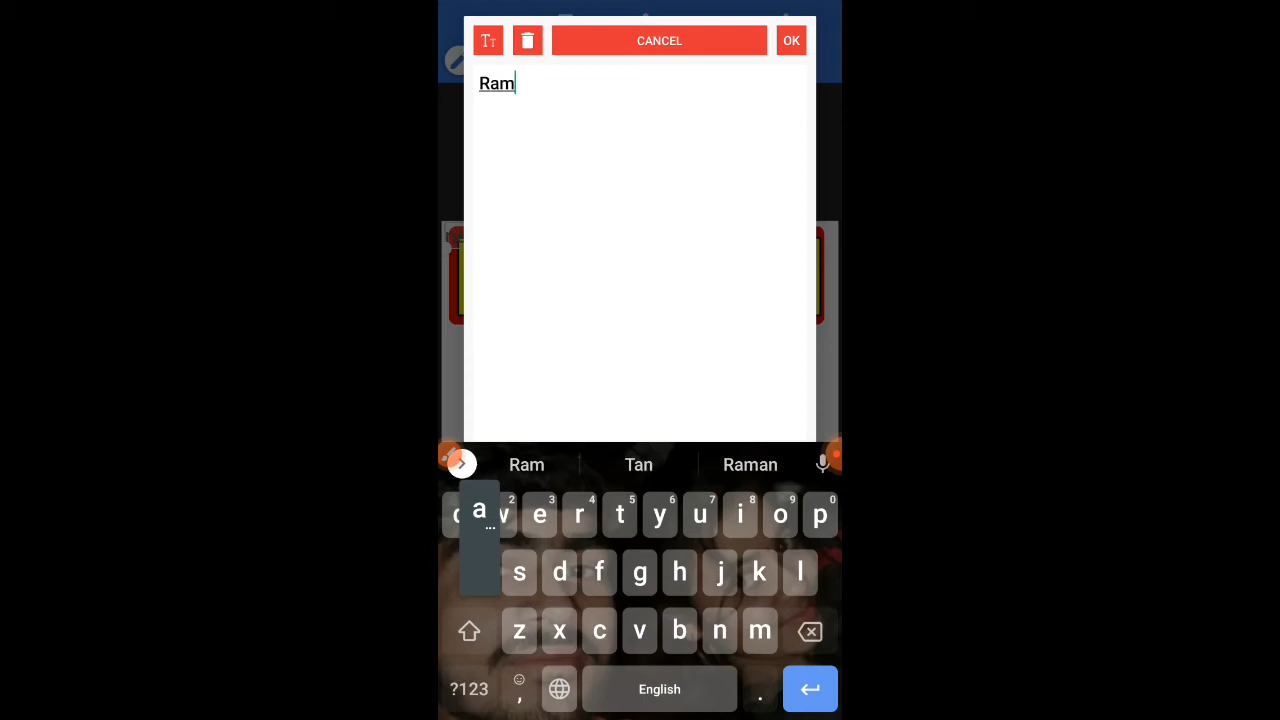 Tт CANCEL OK
Ram
Ram Tan Raman
a... w 2 e 3 r 4 t 5 y 6 u 7 i 8 o 9 p 0
s d f g h j k l
z x c v b n m
?123 , English .